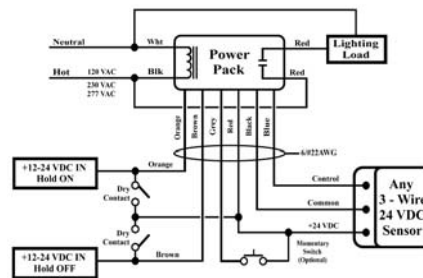 Neutral
Wht
Hot
120 VAC
230 VAC
277 VAC
Blk
Power
Pack
Red
Red
Lighting
Load
Orange
Brown
Grey
Red
Black
Blue
6/#22AWG
+12-24 VDC IN
Hold ON
Orange
Dry
Contact
Dry
Contact
+12-24 VDC IN
Hold OFF
Brown
Control
Common
+24 VDC
Momentary
Switch
(Optional)
Any
3 - Wire
24 VDC
Sensor